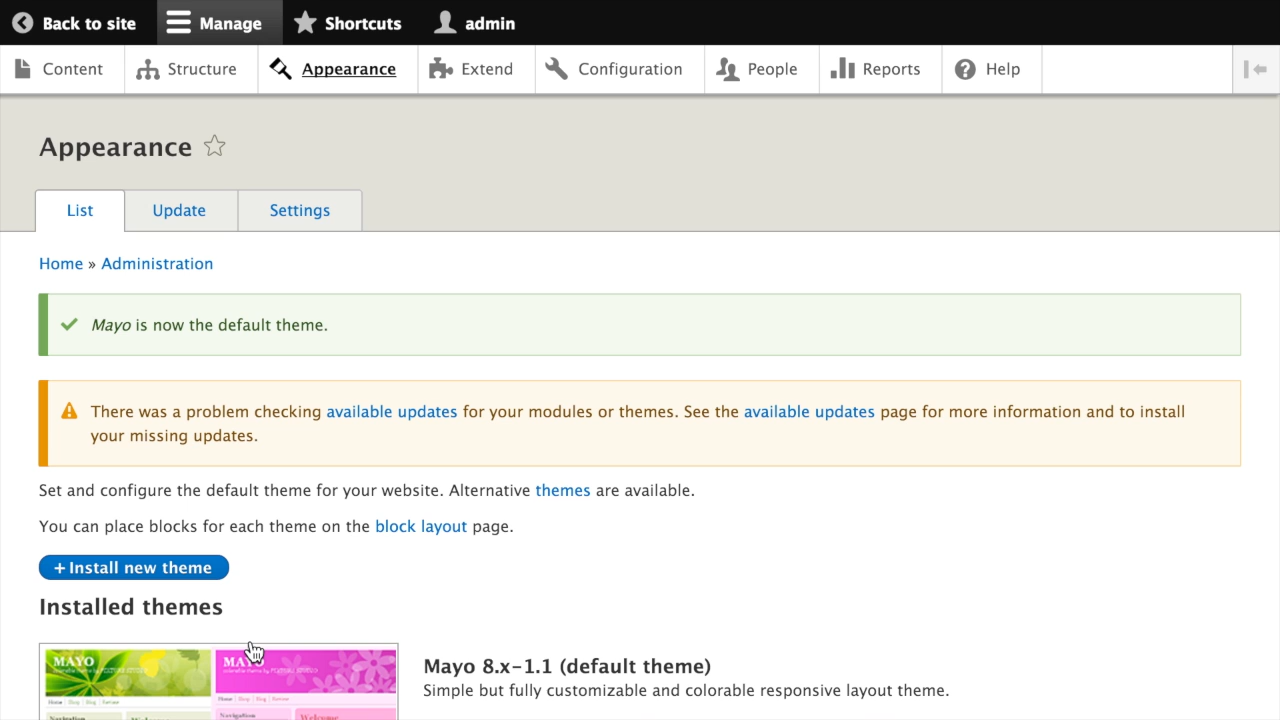 Back to site Manage Shortcuts admin
Content Structure Appearance Extend Configuration People Reports Help
Appearance
List Update Settings
Home » Administration
Mayo is now the default theme.
There was a problem checking available updates for your modules or themes. See the available updates page for more information and to install
your missing updates.
Set and configure the default theme for your website. Alternative themes are available.
You can place blocks for each theme on the block layout page.
+ Install new theme
Installed themes
MAYO
Mayo 8.x-1.1 (default theme)
Simple but fully customizable and colorable responsive layout theme.